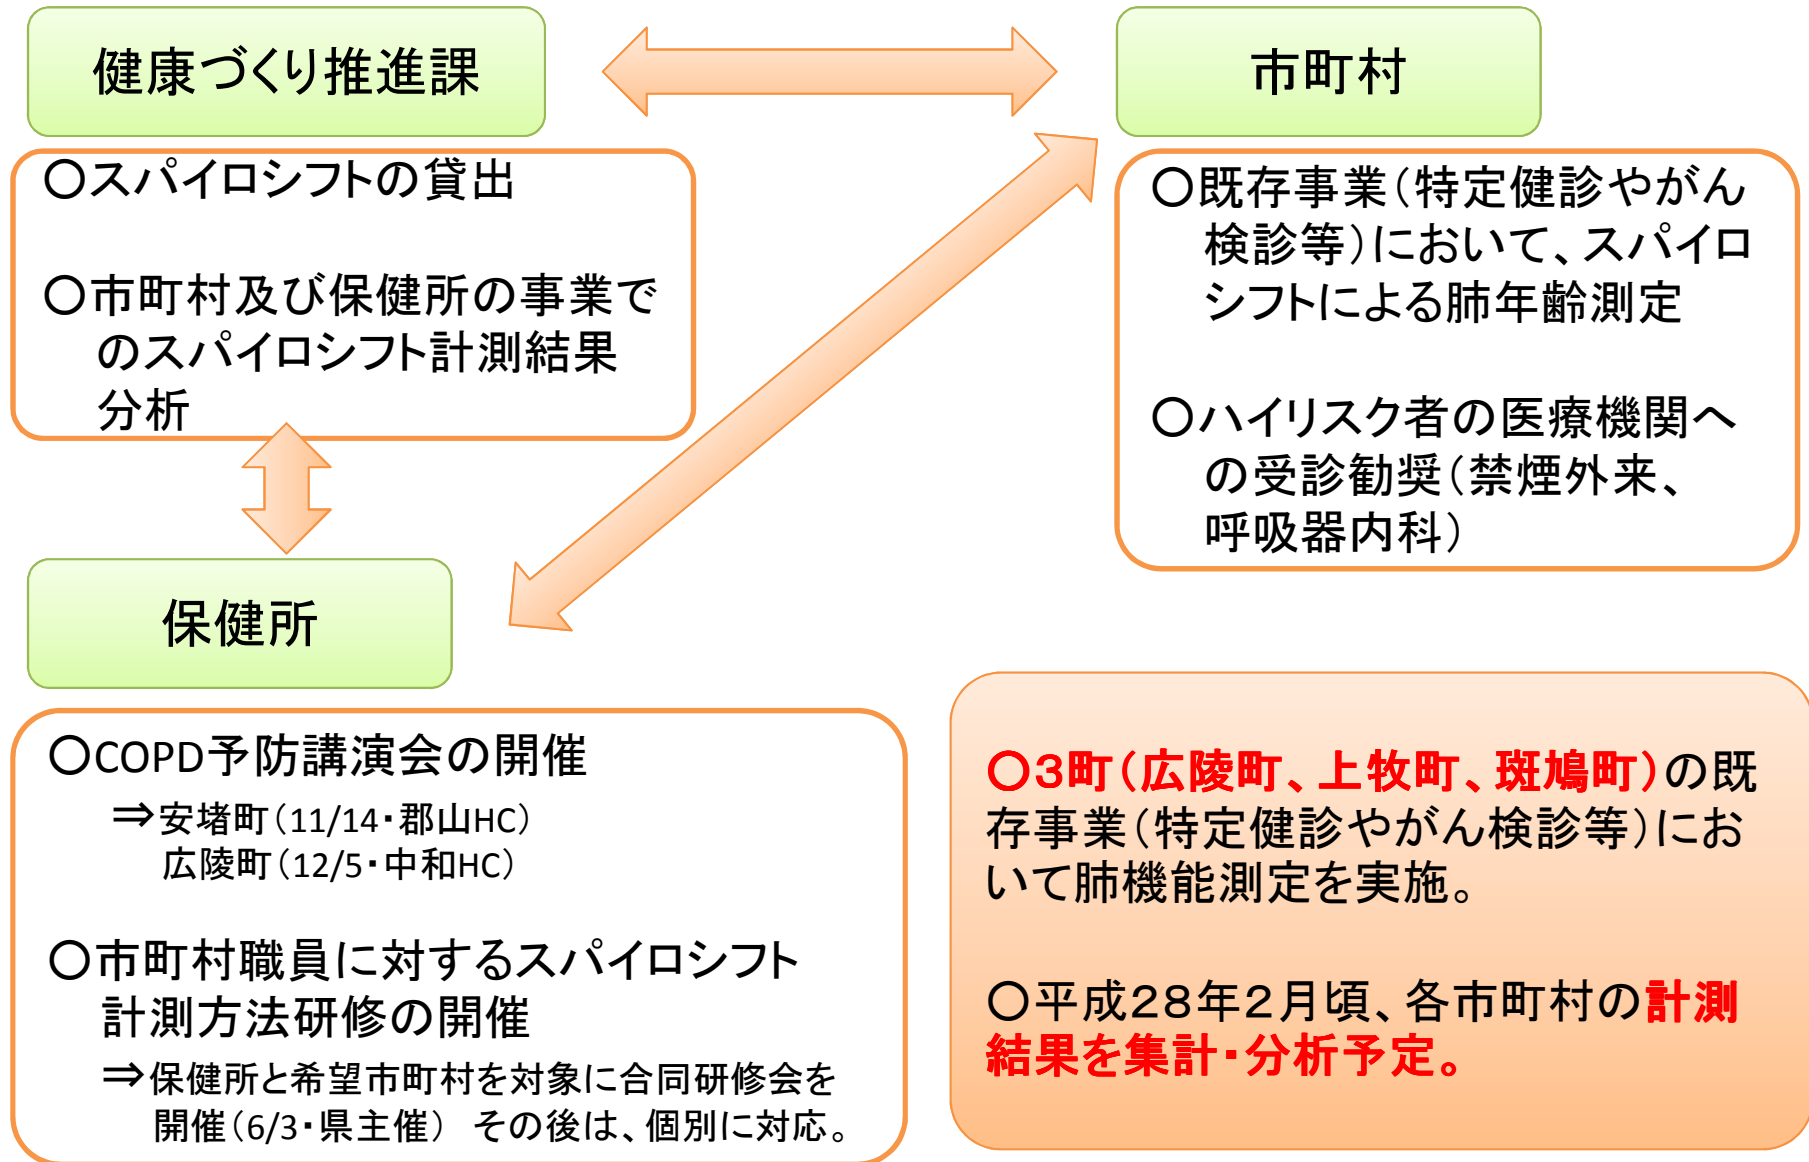 健康づくり推進課
○スパイロシフトの貸出
○市町村及び保健所の事業で
のスパイロシフト計測結果
分析
市町村
○既存事業（特定健診やがん
検診等）において、スパイロ
シフトによる肺年齢測定
○ハイリスク者の医療機関へ
の受診勧奨（禁煙外来、
呼吸器内科）
保健所
○COPD予防講演会の開催
⇒安堵町（11/14・郡山HC）
広陵町（12/5・中和HC）
○市町村職員に対するスパイロシフト
計測方法研修の開催
⇒保健所と希望市町村を対象に合同研修会を
開催（6/3・県主催）　その後は、個別に対応。
○３町（広陵町、上牧町、斑鳩町）の既
存事業（特定健診やがん検診等）にお
いて肺機能測定を実施。
○平成２８年２月頃、各市町村の計測
結果を集計・分析予定。